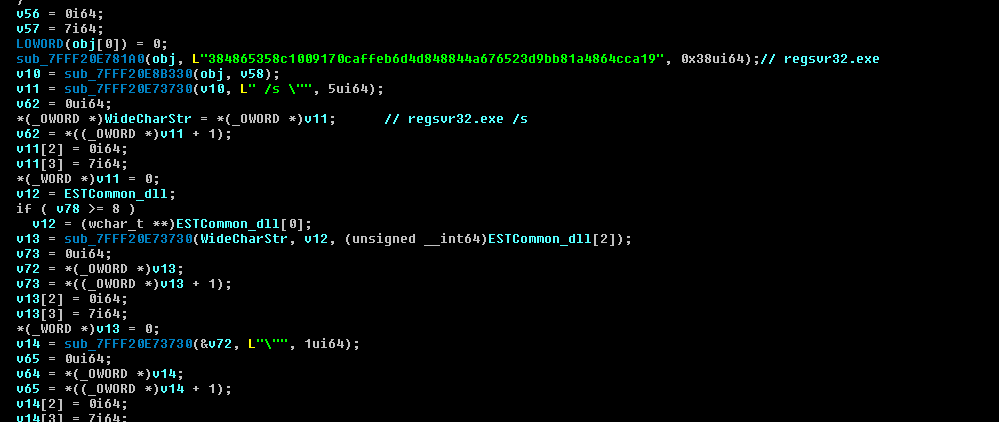 }
v56 = 0i64;
v57 = 7i64;
LOWORD(obj[0]) = 0;
sub_7FFF20E781A0(obj, L"384865358c1009170caffeb6d4d848844a676523d9bb81a4864cca19", 0x38ui64);// regsvr32.exe
v10 = sub_7FFF20E8B330(obj, v58);
v11 = sub_7FFF20E73730(v10, L" /s \"", 5ui64);
v62 = 0ui64;
*(_OWORD *)WideCharStr = *(_OWORD *)v11;      // regsvr32.exe /s
v62 = *((_OWORD *)v11 + 1);
v11[2] = 0i64;
v11[3] = 7i64;
*(_WORD *)v11 = 0;
v12 = ESTCommon_dll;
if ( v78 >= 8 )
  v12 = (wchar_t **)ESTCommon_dll[0];
v13 = sub_7FFF20E73730(WideCharStr, v12, (unsigned __int64)ESTCommon_dll[2]);
v73 = 0ui64;
v72 = *(_OWORD *)v13;
v73 = *((_OWORD *)v13 + 1);
v13[2] = 0i64;
v13[3] = 7i64;
*(_WORD *)v13 = 0;
v14 = sub_7FFF20E73730(&v72, L"\"", 1ui64);
v65 = 0ui64;
v64 = *(_OWORD *)v14;
v65 = *((_OWORD *)v14 + 1);
v14[2] = 0i64;
v14[3] = 7i64;